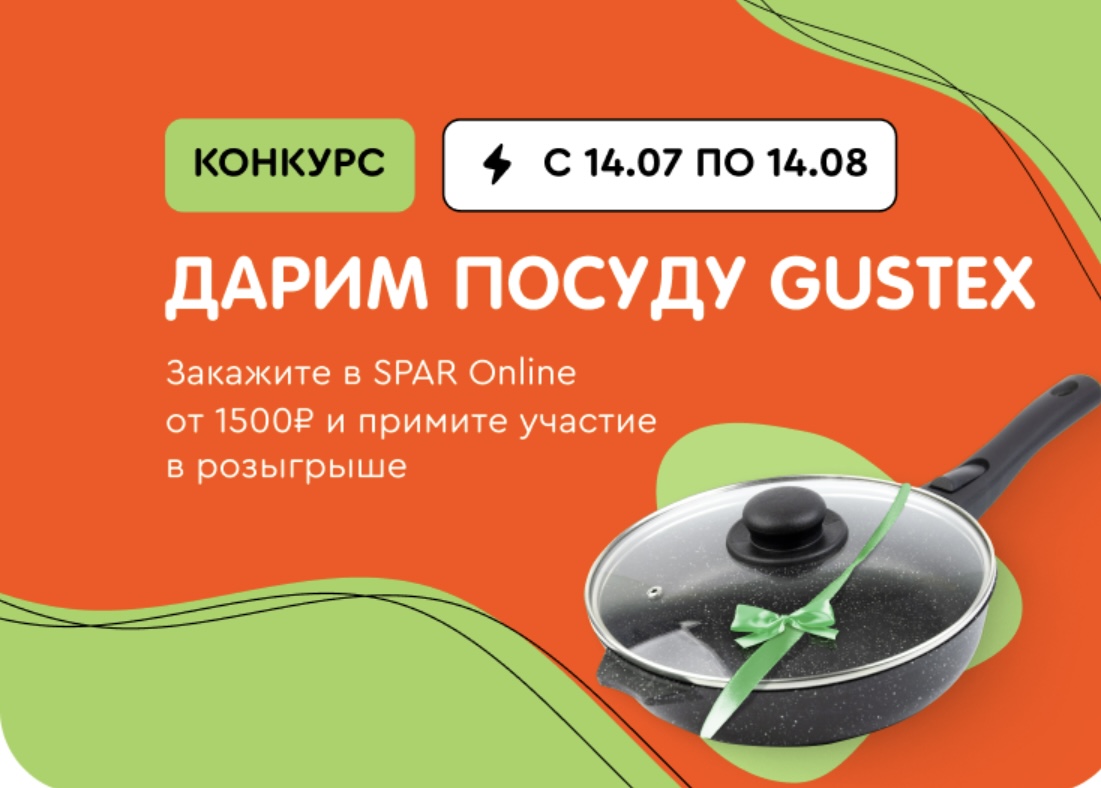 КОНКУРС
С 14.07 ПО 14.08
ДАРИМ ПОСУДУ GUSTEX
Закажите в SPAR Online
от 1500₽ и примите участие
в розыгрыше